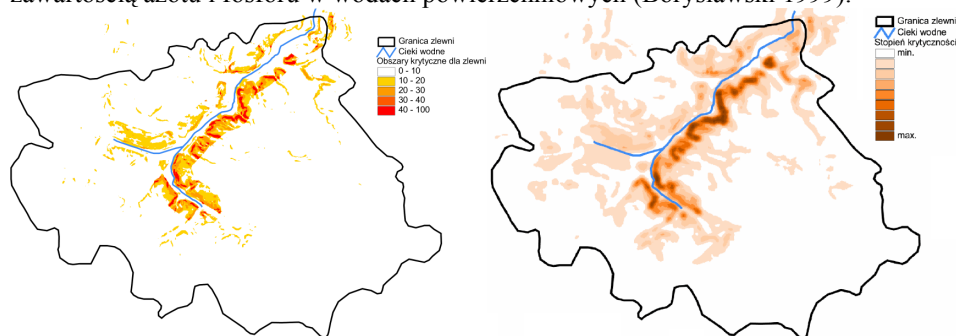 zawartością azotu i fosforu w wodach powierzchniowych (Borysławski 1999).
Granica zlewni
Cieki wodne
Obszary krytyczne dla zlewni
0 - 10
10 - 20
20 - 30
30 - 40
40 - 100
Granica zlewni
Cieki wodne
Stopień krytyczności
min.
max.